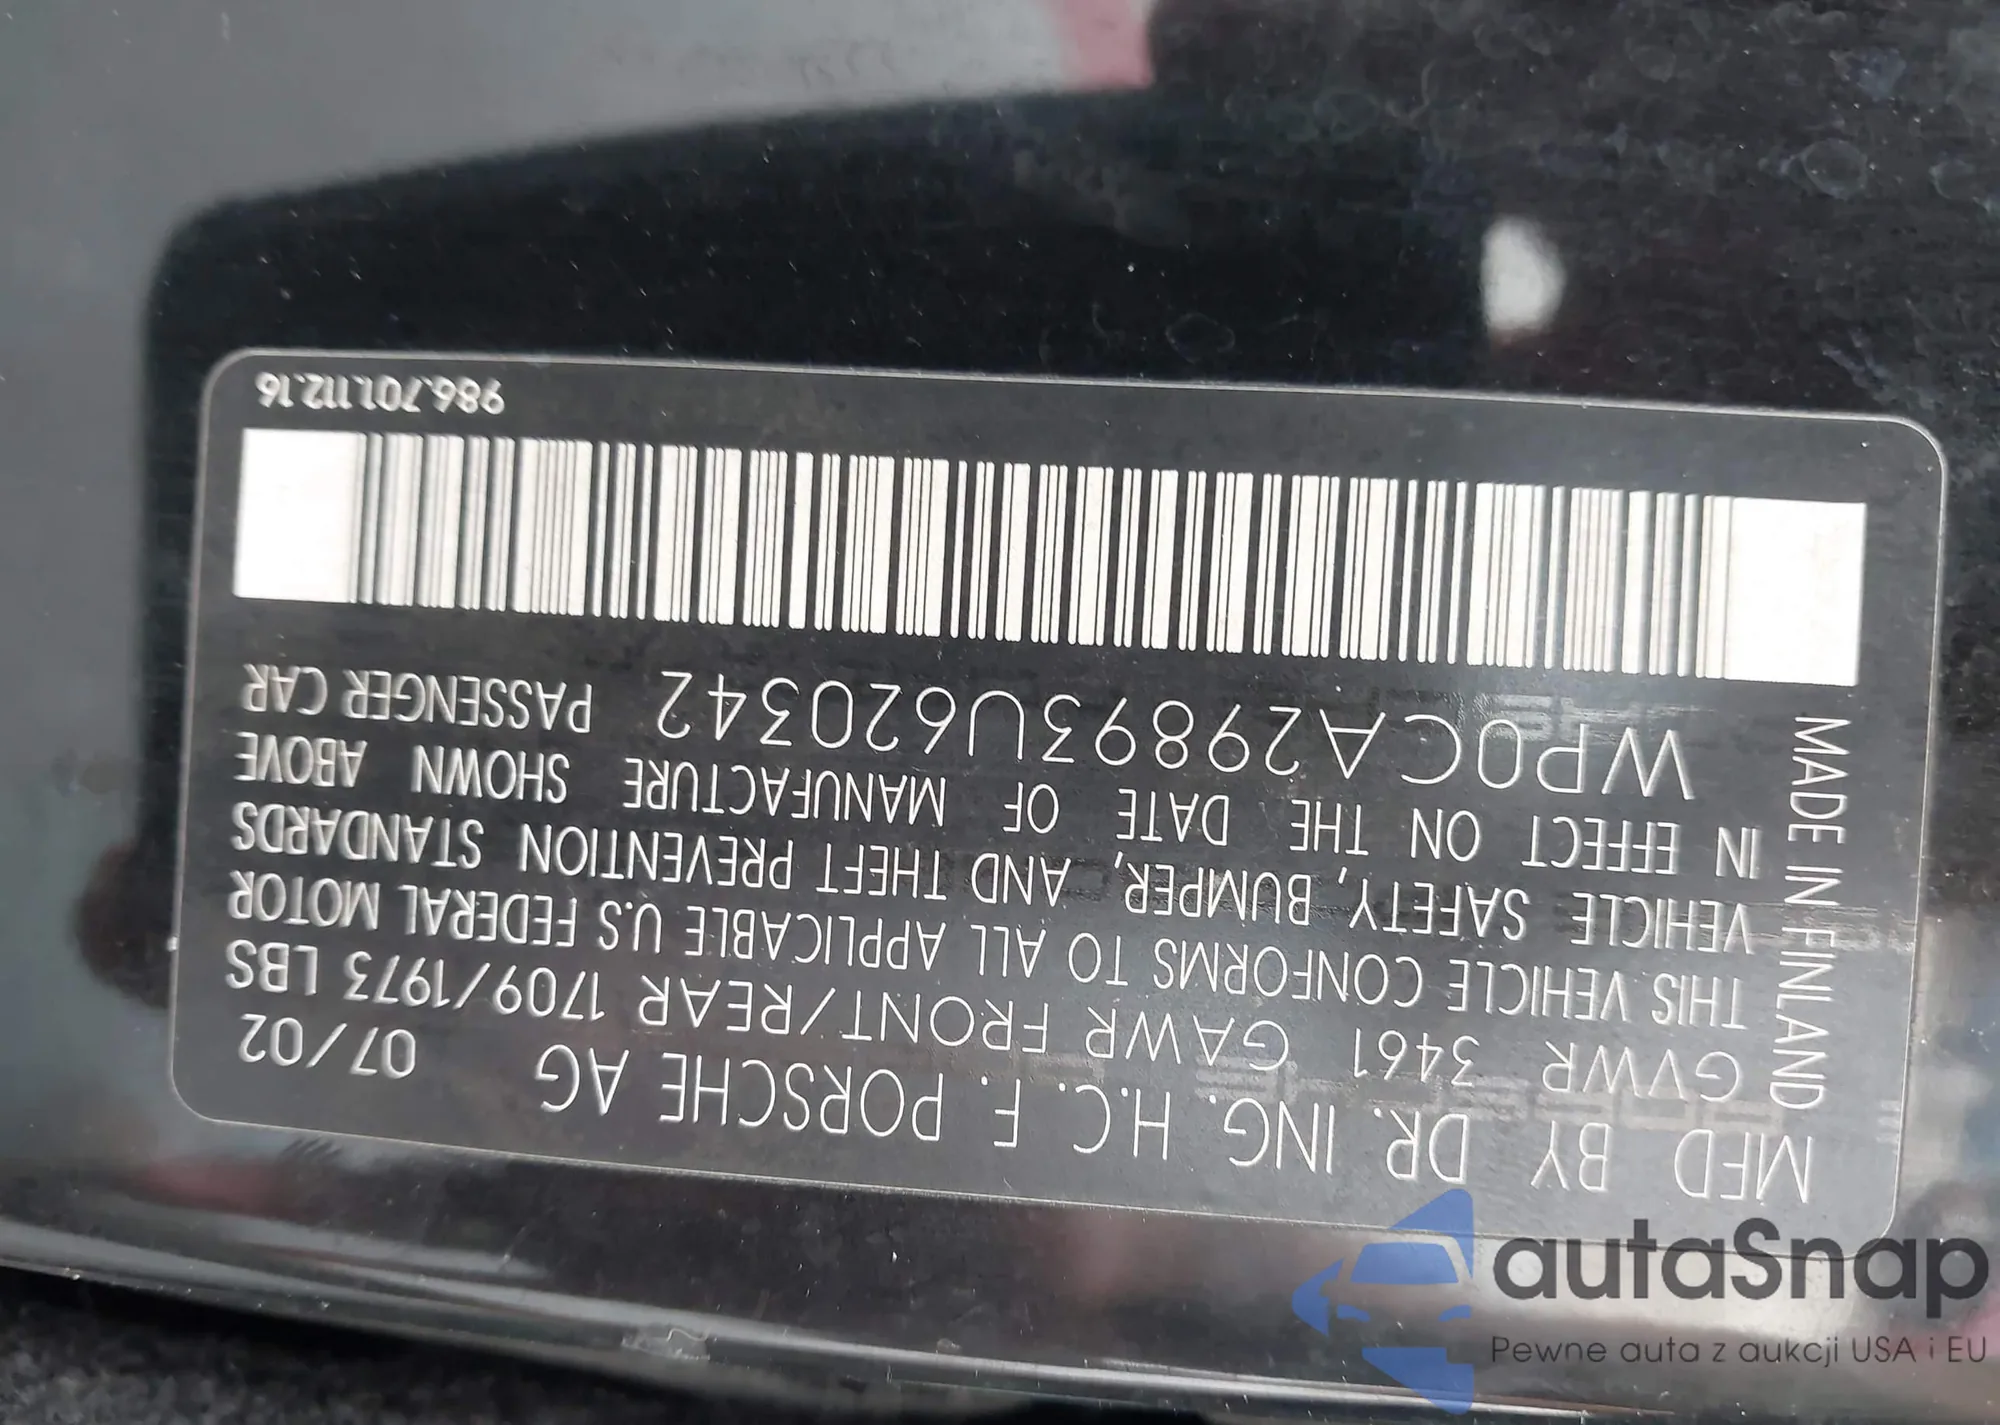 MFD BY DR. ING. H.C. F. PORSCHE AG 07/02
GVWR 3461 GAWR FRONT/REAR 1709/1973 LBS
THIS VEHICLE CONFORMS TO ALL APPLICABLE U.S FEDERAL MOTOR
VEHICLE SAFETY, BUMPER, AND THEFT PREVENTION STANDARDS
IN EFFECT ON THE DATE OF MANUFACTURE SHOWN ABOVE
WP0CA29893U620342 PASSENGER CAR
MADE IN FINLAND
986.701.112.16
autaSnap
Pewne auta z aukcji USA i EU